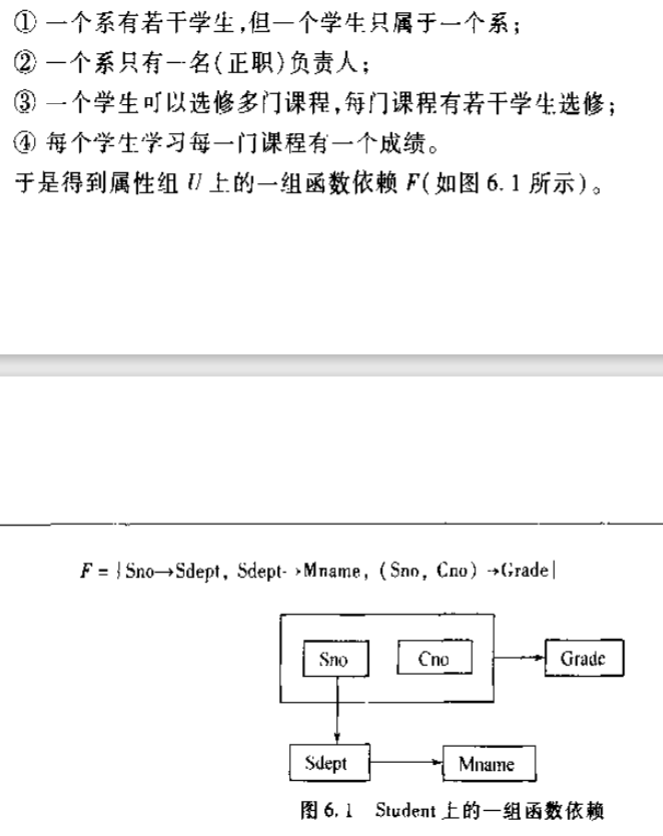 ① 一个系有若干学生,但一个学生只属于一个系;
② 一个系只有一名(正职)负责人;
③ 一个学生可以选修多门课程,每门课程有若干学生选修;
④ 每个学生学习每一门课程有一个成绩。
于是得到属性组 U 上的一组函数依赖 F(如图 6.1 所示)。
F = {Sno→Sdept, Sdept→Mname, (Sno, Cno) →Grade}
Sno Cno Grade
Sdept Mname
图 6.1 Student 上的一组函数依赖